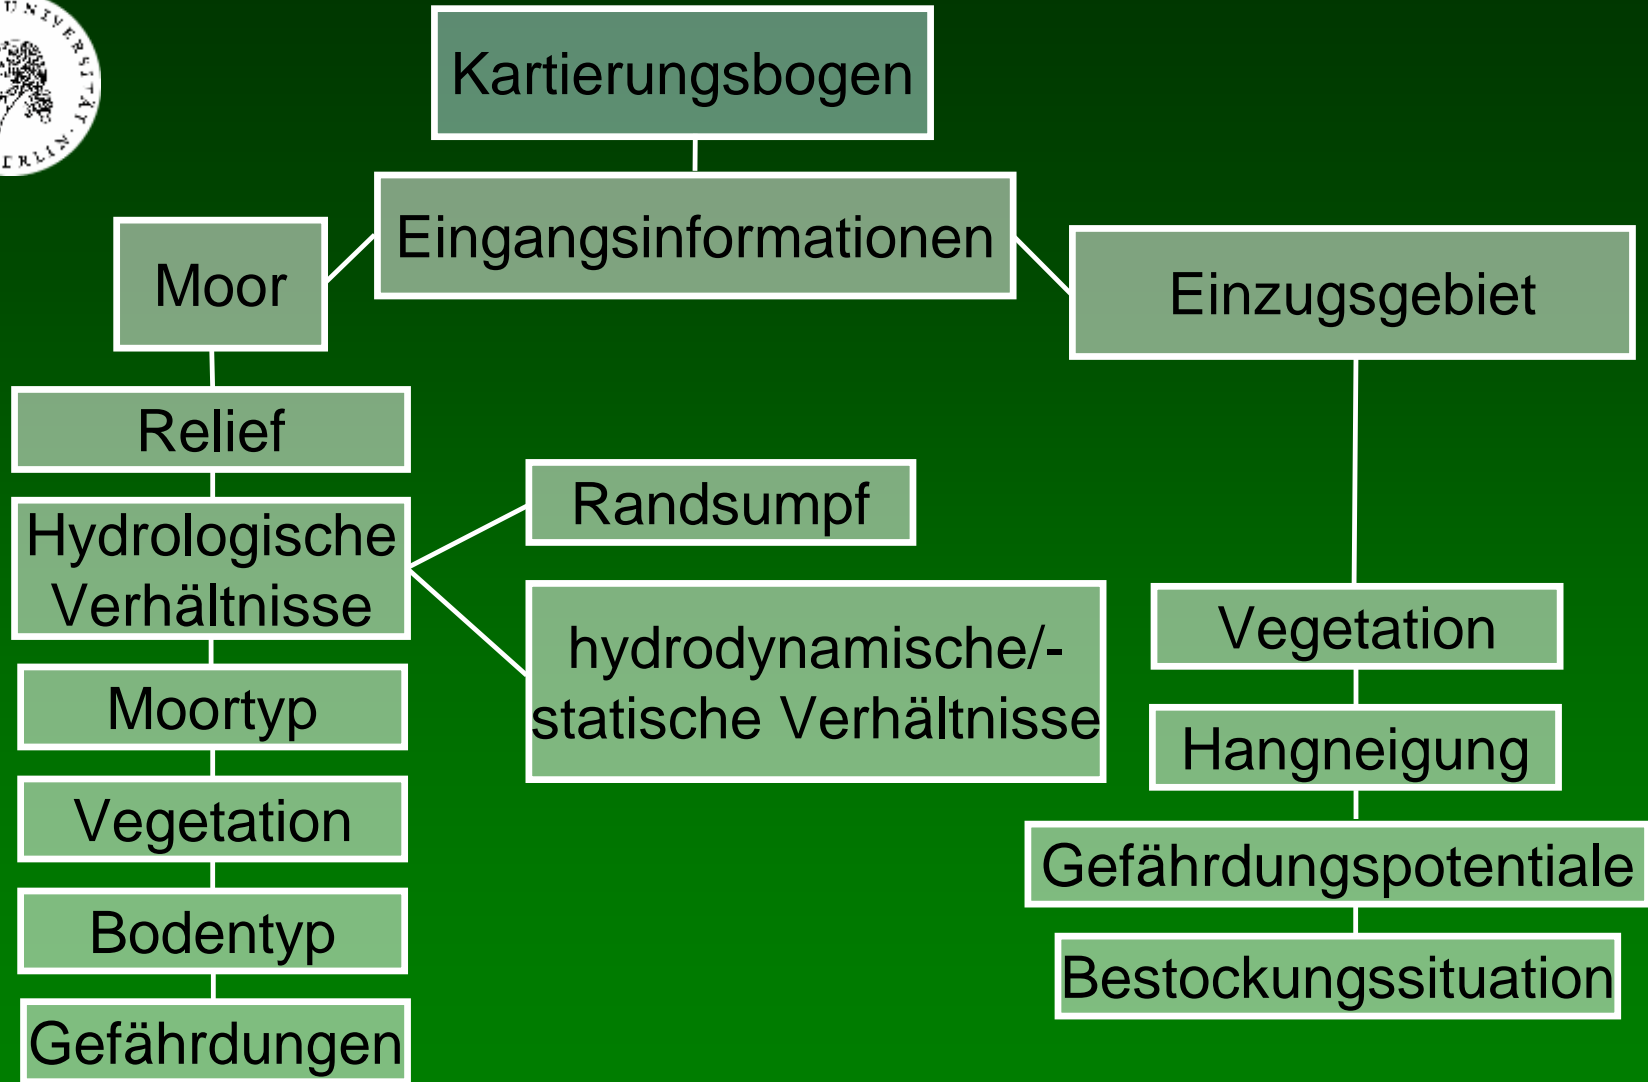 UNIVERSITÄT
Kartierungsbogen
Eingangsinformationen
Moor
Einzugsgebiet
Relief
Hydrologische
Verhältnisse
Randsumpf
hydrodynamische/-
statische Verhältnisse
Moortyp
Vegetation
Bodentyp
Gefährdungen
Vegetation
Hangneigung
Gefährdungspotentiale
Bestockungssituation